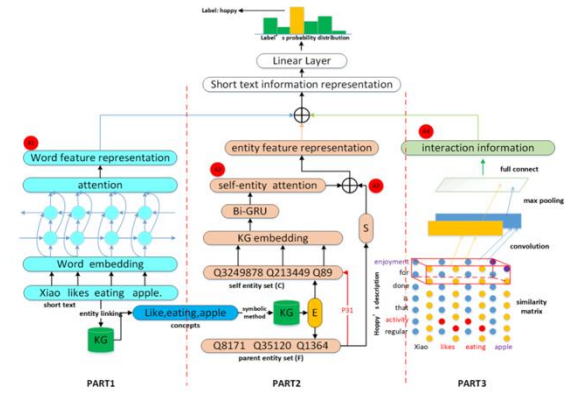 Label: happy
Label' s probability distribution
Linear Layer
Short text information representation
Word feature representation
attention
Word embedding
Xiao likes eating apple.
short text
entity linking
KG
Like,eating,apple
concepts
entity feature representation
self-entity attention
Bi-GRU
KG embedding
Q3249878 Q213449 Q89
self entity set (C)
symbolic method
KG
E
S
P31
Q8171 Q35120 Q1364
parent entity set (F)
interaction information
full connect
max pooling
convolution
similarity matrix
Hoppy' s description
enjoyment
for
done
is
that
activity
regular
Xiao likes eating apple
PART1
PART2
PART3